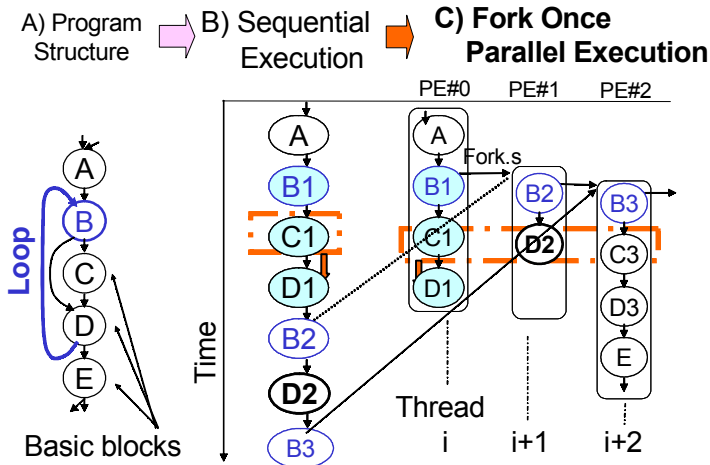 A) Program Structure
B) Sequential Execution
C) Fork Once Parallel Execution
PE#0 PE#1 PE#2
A
B
C
D
E
Loop
Basic blocks
Time
A
B1
C1
D1
B2
D2
B3
A
B1
C1
D1
Fork.s
B2
D2
B3
C3
D3
E
Thread
i i+1 i+2